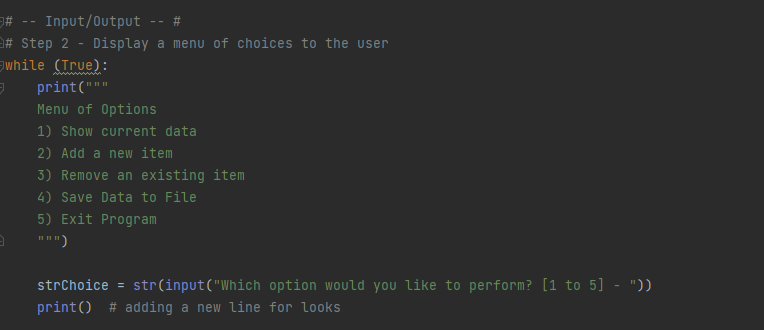 # -- Input/Output -- #
# Step 2 - Display a menu of choices to the user
while (True):
    print("""
    Menu of Options
    1) Show current data
    2) Add a new item
    3) Remove an existing item
    4) Save Data to File
    5) Exit Program
    """)

    strChoice = str(input("Which option would you like to perform? [1 to 5] - "))
    print()  # adding a new line for looks